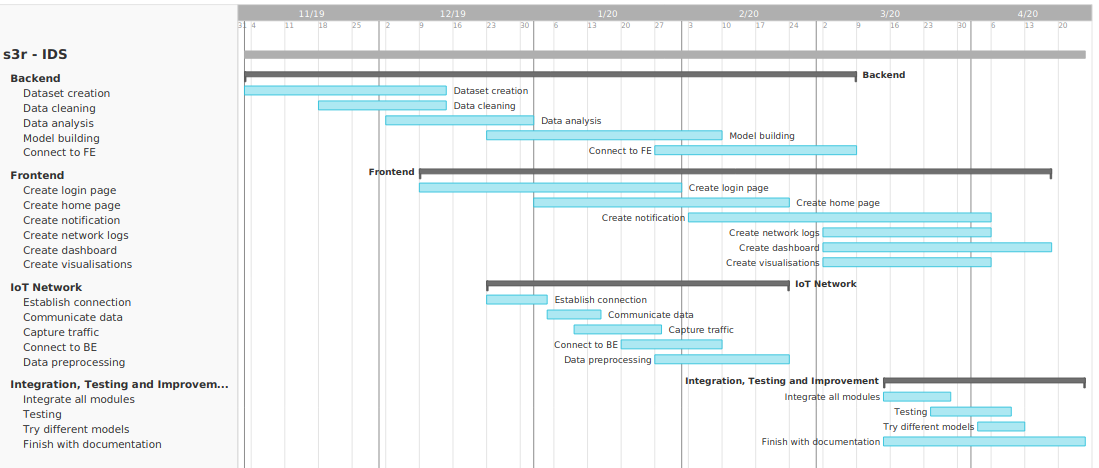 11/19 12/19 1/20 2/20 3/20 4/20
31 4 11 18 25 2 9 16 23 30 6 13 20 27 3 10 17 24 2 9 16 23 30 6 13 20
s3r - IDS
Backend Backend
Dataset creation Dataset creation
Data cleaning Data cleaning
Data analysis Data analysis
Model building Model building
Connect to FE Connect to FE
Frontend Frontend
Create login page Create login page
Create home page Create home page
Create notification Create notification
Create network logs Create network logs
Create dashboard Create dashboard
Create visualisations Create visualisations
IoT Network IoT Network
Establish connection Establish connection
Communicate data Communicate data
Capture traffic Capture traffic
Connect to BE Connect to BE
Data preprocessing Data preprocessing
Integration, Testing and Improvem... Integration, Testing and Improvement
Integrate all modules Integrate all modules
Testing Testing
Try different models Try different models
Finish with documentation Finish with documentation